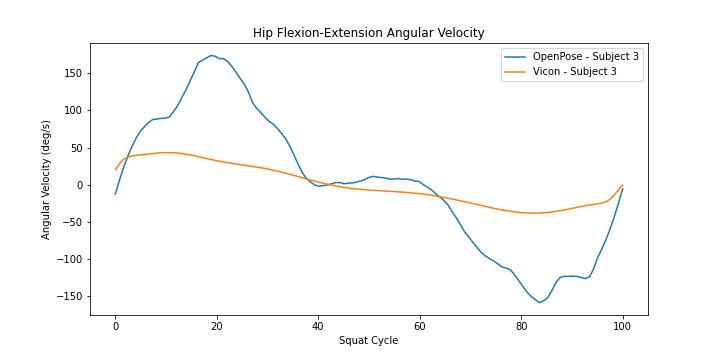 Hip Flexion-Extension Angular Velocity
OpenPose - Subject 3
Vicon - Subject 3
Angular Velocity (deg/s)
150
100
50
0
−50
−100
−150
0 20 40 60 80 100
Squat Cycle